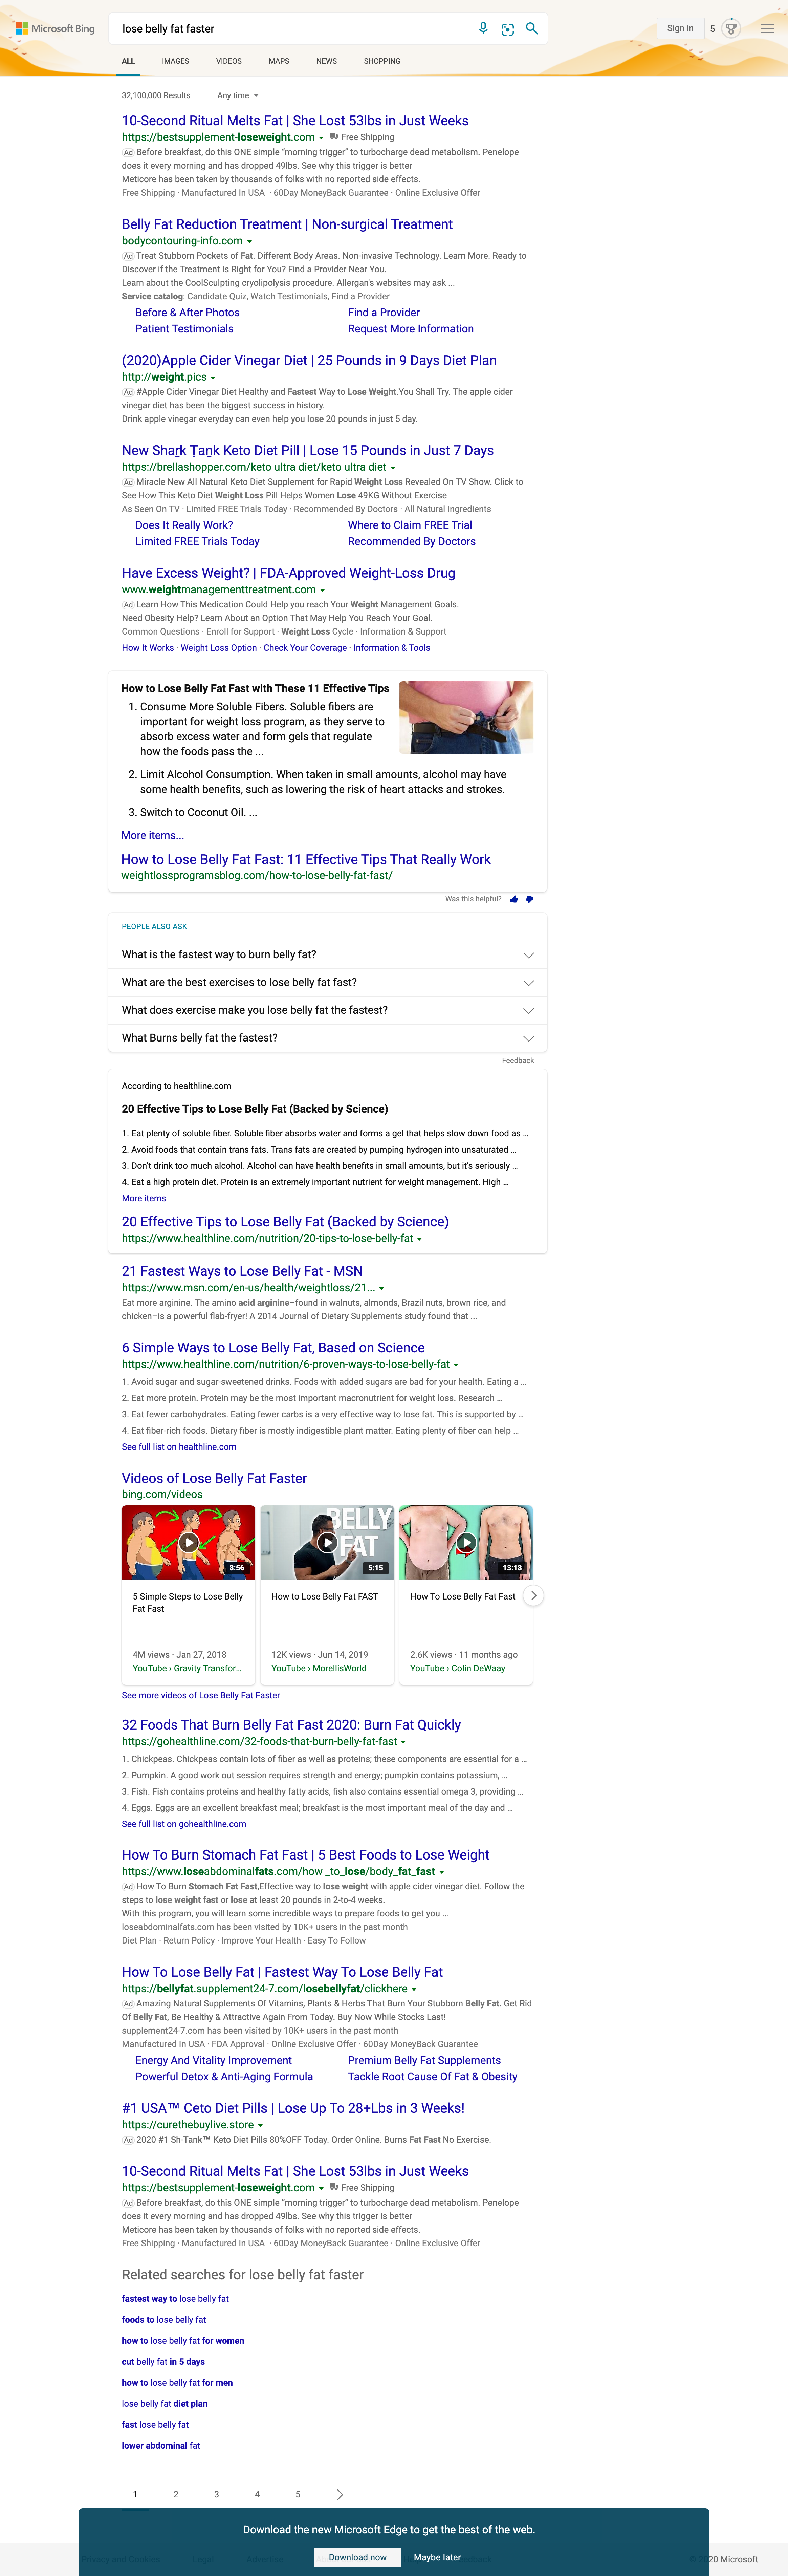 Microsoft Bing
lose belly fat faster
Sign in
5
ALL IMAGES VIDEOS MAPS NEWS SHOPPING
32,100,000 Results Any time
10-Second Ritual Melts Fat | She Lost 53lbs in Just Weeks
https://bestsupplement-loseweight.com Free Shipping
Ad Before breakfast, do this ONE simple “morning trigger” to turbocharge dead metabolism. Penelope
does it every morning and has dropped 49lbs. See why this trigger is better
Meticore has been taken by thousands of folks with no reported side effects.
Free Shipping · Manufactured In USA · 60Day MoneyBack Guarantee · Online Exclusive Offer
Belly Fat Reduction Treatment | Non-surgical Treatment
bodycontouring-info.com
Ad Treat Stubborn Pockets of Fat. Different Body Areas. Non-invasive Technology. Learn More. Ready to
Discover if the Treatment Is Right for You? Find a Provider Near You.
Learn about the CoolSculpting cryolipolysis procedure. Allergan's websites may ask ...
Service catalog: Candidate Quiz, Watch Testimonials, Find a Provider
Before & After Photos Find a Provider
Patient Testimonials Request More Information
(2020)Apple Cider Vinegar Diet | 25 Pounds in 9 Days Diet Plan
http://weight.pics
Ad #Apple Cider Vinegar Diet Healthy and Fastest Way to Lose Weight.You Shall Try. The apple cider
vinegar diet has been the biggest success in history.
Drink apple vinegar everyday can even help you lose 20 pounds in just 5 day.
New Shaṟk Ṭaṉk Keto Diet Pill | Lose 15 Pounds in Just 7 Days
https://brellashopper.com/keto ultra diet/keto ultra diet
Ad Miracle New All Natural Keto Diet Supplement for Rapid Weight Loss Revealed On TV Show. Click to
See How This Keto Diet Weight Loss Pill Helps Women Lose 49KG Without Exercise
As Seen On TV · Limited FREE Trials Today · Recommended By Doctors · All Natural Ingredients
Does It Really Work? Where to Claim FREE Trial
Limited FREE Trials Today Recommended By Doctors
Have Excess Weight? | FDA-Approved Weight-Loss Drug
www.weightmanagementtreatment.com
Ad Learn How This Medication Could Help you reach Your Weight Management Goals.
Need Obesity Help? Learn About an Option That May Help You Reach Your Goal.
Common Questions · Enroll for Support · Weight Loss Cycle · Information & Support
How It Works · Weight Loss Option · Check Your Coverage · Information & Tools
How to Lose Belly Fat Fast with These 11 Effective Tips
1. Consume More Soluble Fibers. Soluble fibers are
important for weight loss program, as they serve to
absorb excess water and form gels that regulate
how the foods pass the ...
2. Limit Alcohol Consumption. When taken in small amounts, alcohol may have
some health benefits, such as lowering the risk of heart attacks and strokes.
3. Switch to Coconut Oil. ...
More items...
How to Lose Belly Fat Fast: 11 Effective Tips That Really Work
weightlossprogramsblog.com/how-to-lose-belly-fat-fast/
Was this helpful?
PEOPLE ALSO ASK
What is the fastest way to burn belly fat?
What are the best exercises to lose belly fat fast?
What does exercise make you lose belly fat the fastest?
What Burns belly fat the fastest?
Feedback
According to healthline.com
20 Effective Tips to Lose Belly Fat (Backed by Science)
1. Eat plenty of soluble fiber. Soluble fiber absorbs water and forms a gel that helps slow down food as ...
2. Avoid foods that contain trans fats. Trans fats are created by pumping hydrogen into unsaturated ...
3. Don't drink too much alcohol. Alcohol can have health benefits in small amounts, but it's seriously ...
4. Eat a high protein diet. Protein is an extremely important nutrient for weight management. High ...
More items
20 Effective Tips to Lose Belly Fat (Backed by Science)
https://www.healthline.com/nutrition/20-tips-to-lose-belly-fat
21 Fastest Ways to Lose Belly Fat - MSN
https://www.msn.com/en-us/health/weightloss/21...
Eat more arginine. The amino acid arginine–found in walnuts, almonds, Brazil nuts, brown rice, and
chicken–is a powerful flab-fryer! A 2014 Journal of Dietary Supplements study found that ...
6 Simple Ways to Lose Belly Fat, Based on Science
https://www.healthline.com/nutrition/6-proven-ways-to-lose-belly-fat
1. Avoid sugar and sugar-sweetened drinks. Foods with added sugars are bad for your health. Eating a ...
2. Eat more protein. Protein may be the most important macronutrient for weight loss. Research ...
3. Eat fewer carbohydrates. Eating fewer carbs is a very effective way to lose fat. This is supported by ...
4. Eat fiber-rich foods. Dietary fiber is mostly indigestible plant matter. Eating plenty of fiber can help ...
See full list on healthline.com
Videos of Lose Belly Fat Faster
bing.com/videos
BELLY
FAT
8:56 5:15 13:18
5 Simple Steps to Lose Belly
Fat Fast
4M views · Jan 27, 2018
YouTube › Gravity Transfor...
How to Lose Belly Fat FAST
12K views · Jun 14, 2019
YouTube › MorellisWorld
How To Lose Belly Fat Fast
2.6K views · 11 months ago
YouTube › Colin DeWaay
See more videos of Lose Belly Fat Faster
32 Foods That Burn Belly Fat Fast 2020: Burn Fat Quickly
https://gohealthline.com/32-foods-that-burn-belly-fat-fast
1. Chickpeas. Chickpeas contain lots of fiber as well as proteins; these components are essential for a ...
2. Pumpkin. A good work out session requires strength and energy; pumpkin contains potassium, ...
3. Fish. Fish contains proteins and healthy fatty acids, fish also contains essential omega 3, providing ...
4. Eggs. Eggs are an excellent breakfast meal; breakfast is the most important meal of the day and ...
See full list on gohealthline.com
How To Burn Stomach Fat Fast | 5 Best Foods to Lose Weight
https://www.loseabdominalfats.com/how _to_lose/body_fat_fast
Ad How To Burn Stomach Fat Fast,Effective way to lose weight with apple cider vinegar diet. Follow the
steps to lose weight fast or lose at least 20 pounds in 2-to-4 weeks.
With this program, you will learn some incredible ways to prepare foods to get you ...
loseabdominalfats.com has been visited by 10K+ users in the past month
Diet Plan · Return Policy · Improve Your Health · Easy To Follow
How To Lose Belly Fat | Fastest Way To Lose Belly Fat
https://bellyfat.supplement24-7.com/losebellyfat/clickhere
Ad Amazing Natural Supplements Of Vitamins, Plants & Herbs That Burn Your Stubborn Belly Fat. Get Rid
Of Belly Fat, Be Healthy & Attractive Again From Today. Buy Now While Stocks Last!
supplement24-7.com has been visited by 10K+ users in the past month
Manufactured In USA · FDA Approval · Online Exclusive Offer · 60Day MoneyBack Guarantee
Energy And Vitality Improvement Premium Belly Fat Supplements
Powerful Detox & Anti-Aging Formula Tackle Root Cause Of Fat & Obesity
#1 USA™ Ceto Diet Pills | Lose Up To 28+Lbs in 3 Weeks!
https://curethebuylive.store
Ad 2020 #1 Sh-Tank™ Keto Diet Pills 80%OFF Today. Order Online. Burns Fat Fast No Exercise.
10-Second Ritual Melts Fat | She Lost 53lbs in Just Weeks
https://bestsupplement-loseweight.com Free Shipping
Ad Before breakfast, do this ONE simple “morning trigger” to turbocharge dead metabolism. Penelope
does it every morning and has dropped 49lbs. See why this trigger is better
Meticore has been taken by thousands of folks with no reported side effects.
Free Shipping · Manufactured In USA · 60Day MoneyBack Guarantee · Online Exclusive Offer
Related searches for lose belly fat faster
fastest way to lose belly fat
foods to lose belly fat
how to lose belly fat for women
cut belly fat in 5 days
how to lose belly fat for men
lose belly fat diet plan
fast lose belly fat
lower abdominal fat
1 2 3 4 5
Download the new Microsoft Edge to get the best of the web.
Download now Maybe later
20 Microsoft